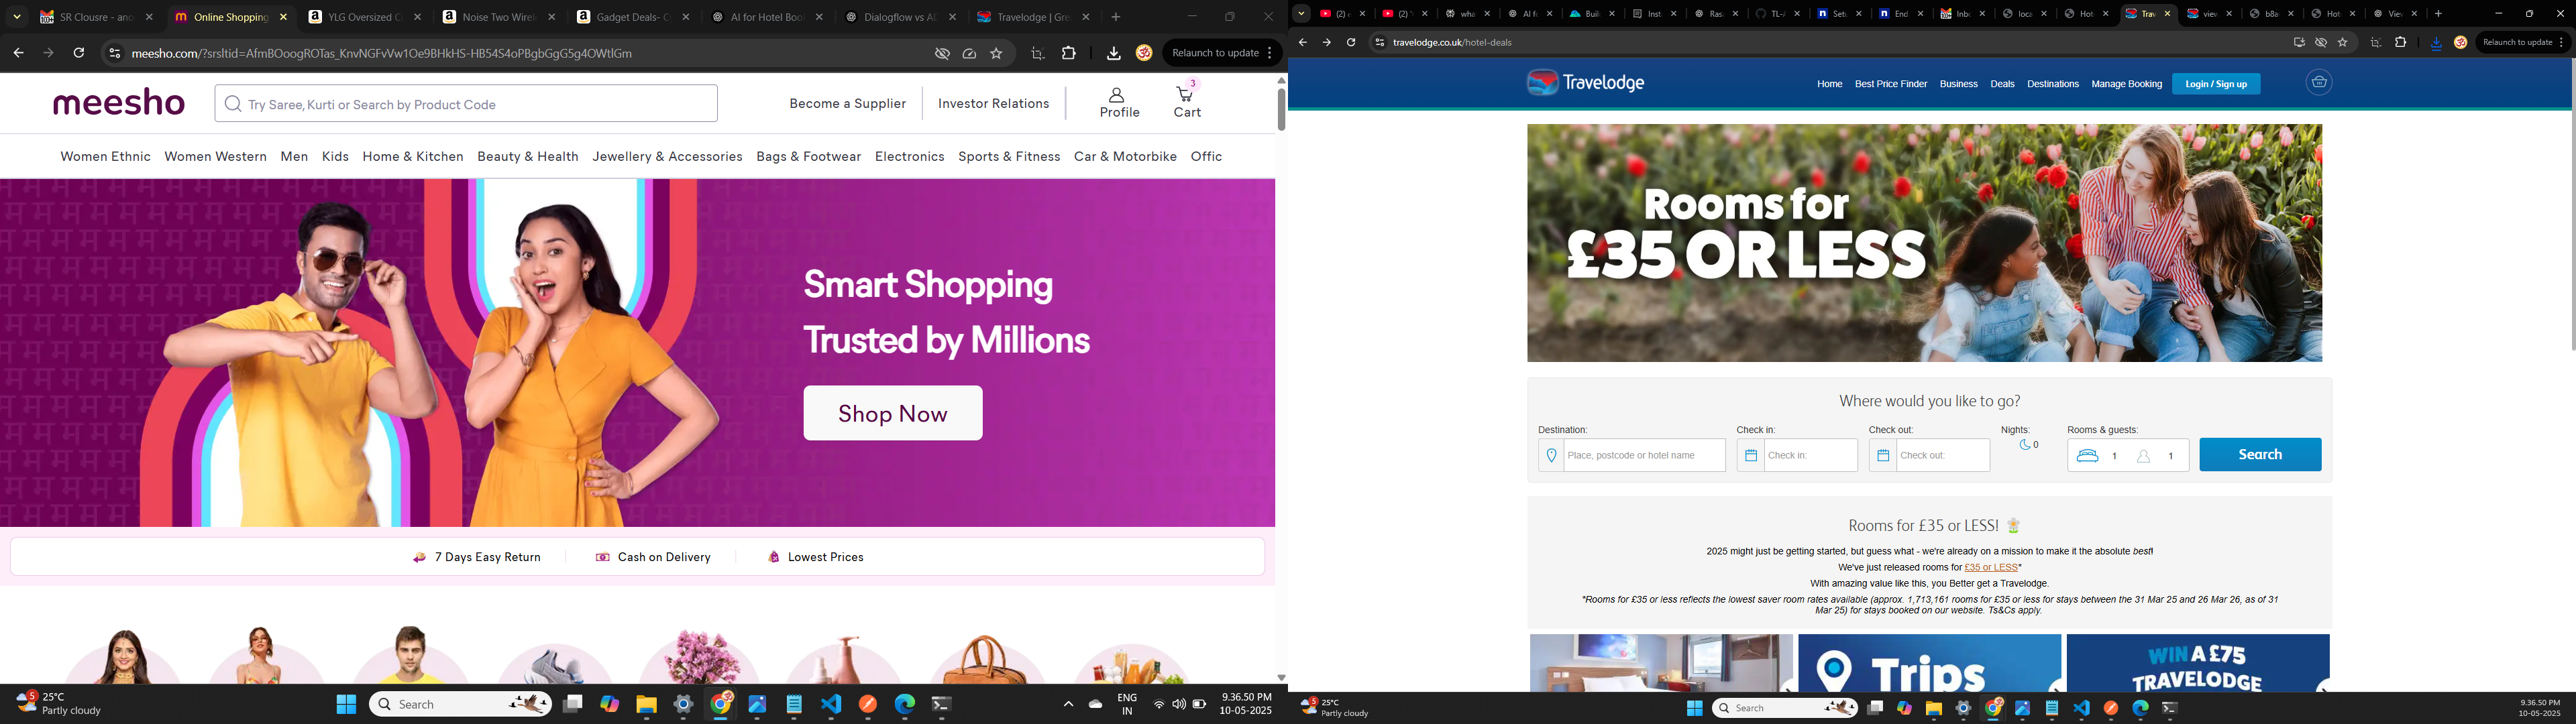 SR Clousre - ano
Online Shopping
YLG Oversized C
Noise Two Wirel
Gadget Deals- C
AI for Hotel Boo
Dialogflow vs AI
Travelodge | Gre
meesho.com/?srsltid=AfmBOoogROTas_KnvNGFvVw1Oe9BHkHS-HB54S4oPBgbGgG5g4OWtlGm
Relaunch to update
meesho
Try Saree, Kurti or Search by Product Code
Become a Supplier
Investor Relations
Profile
3
Cart
Women Ethnic Women Western Men Kids Home & Kitchen Beauty & Health Jewellery & Accessories Bags & Footwear Electronics Sports & Fitness Car & Motorbike Offic
Smart Shopping
Trusted by Millions
Shop Now
7 Days Easy Return
Cash on Delivery
Lowest Prices
5
25°C
Partly cloudy
Search
ENG
IN
9.36.50 PM
10-05-2025
(2)
(2)
wha
AI fo
Buil
Inst
Ras
TL-
Set
End
Inb
loca
Hot
Trav
view
b8a
Hot
View
travelodge.co.uk/hotel-deals
Relaunch to update
Travelodge
Home Best Price Finder Business Deals Destinations Manage Booking Login / Sign up
Rooms for
£35 OR LESS
Where would you like to go?
Destination:
Check in:
Check out:
Nights:
Rooms & guests:
Place, postcode or hotel name
Check in:
Check out:
0
1
1
Search
Rooms for £35 or LESS!
2025 might just be getting started, but guess what - we're already on a mission to make it the absolute best!
We've just released rooms for £35 or LESS*
With amazing value like this, you Better get a Travelodge.
*Rooms for £35 or less reflects the lowest saver room rates available (approx. 1,713,161 rooms for £35 or less for stays between the 31 Mar 25 and 26 Mar 26, as of 31
Mar 25) for stays booked on our website. Ts&Cs apply.
Trips
WIN A £75
TRAVELODGE
5
25°C
Partly cloudy
Search
9.36.50 PM
10-05-2025